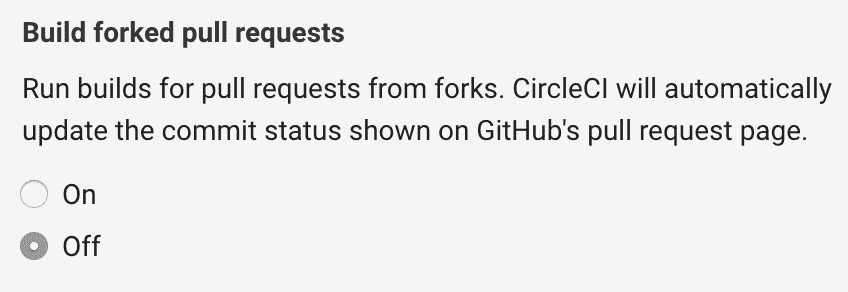 Build forked pull requests
Run builds for pull requests from forks. CircleCI will automatically
update the commit status shown on GitHub's pull request page.
On
Off